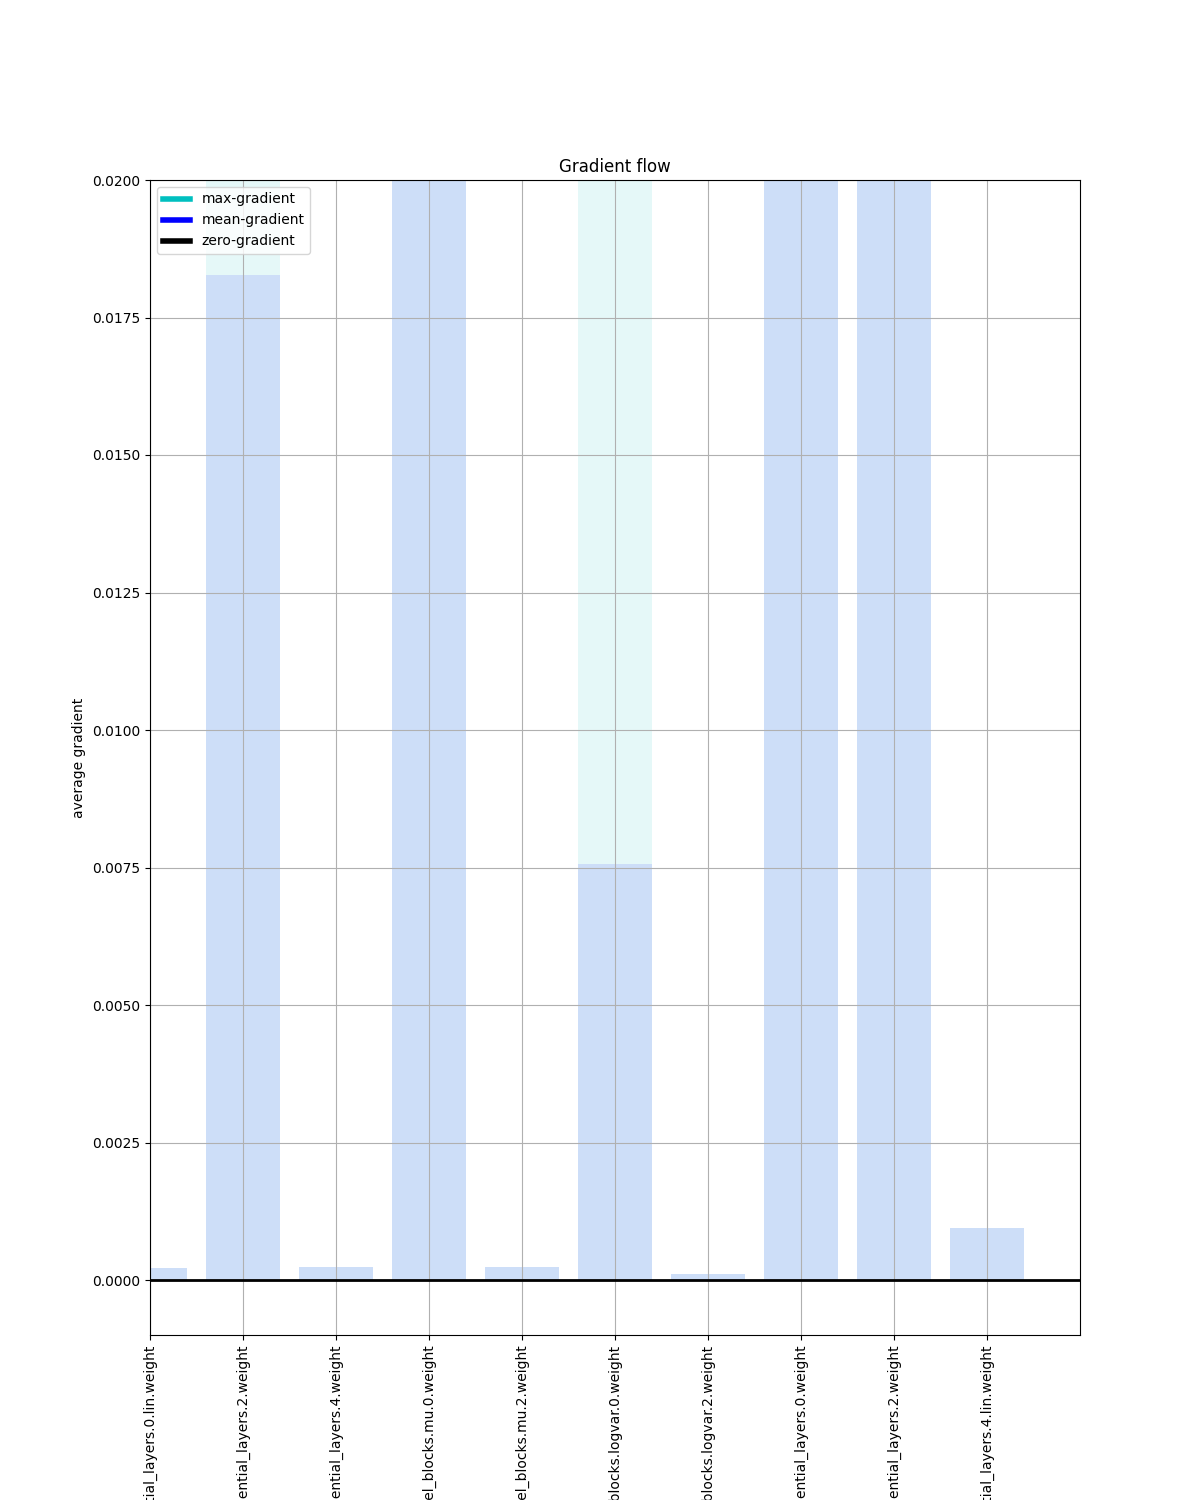 Gradient flow
max-gradient
mean-gradient
zero-gradient
average gradient
0.0200
0.0175
0.0150
0.0125
0.0100
0.0075
0.0050
0.0025
0.0000
tial_layers.0.lin.weight
ential_layers.2.weight
ential_layers.4.weight
el_blocks.mu.0.weight
el_blocks.mu.2.weight
blocks.logvar.0.weight
blocks.logvar.2.weight
ential_layers.0.weight
ential_layers.2.weight
tial_layers.4.lin.weight